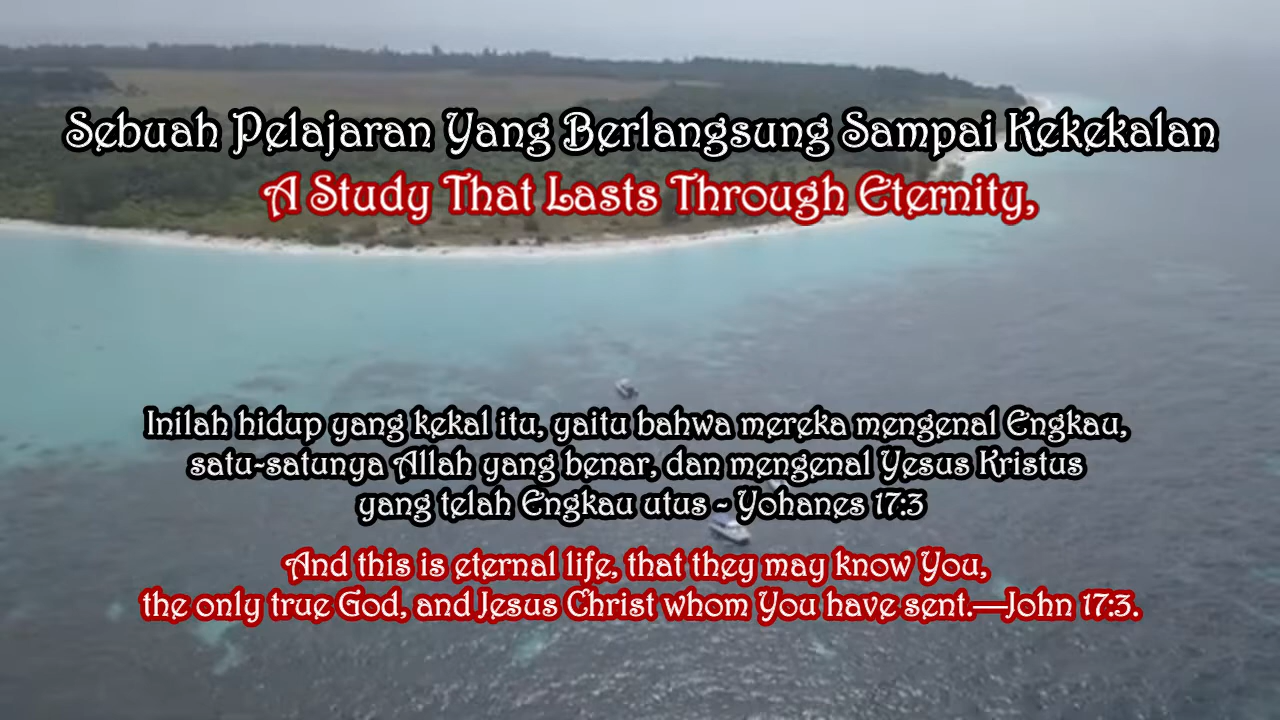 Sebuah Pelajaran Yang Berlangsung Sampai Kekekalan
A Study That Lasts Through Eternity,
Inilah hidup yang kekal itu, yaitu bahwa mereka mengenal Engkau,
satu-satunya Allah yang benar, dan mengenal Yesus Kristus
yang telah Engkau utus - Yohanes 17:3
And this is eternal life, that they may know You,
the only true God, and Jesus Christ whom You have sent.—John 17:3.